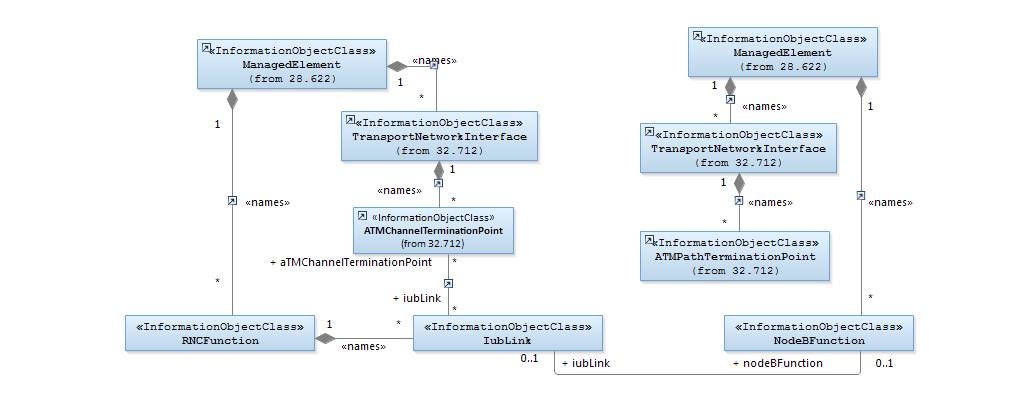 «InformationObjectClass»
ManagedElement
(from 28.622)
«names»
1
*
1
«InformationObjectClass»
TransportNetworkInterface
(from 32.712)
1
«names»
*
«names»
«InformationObjectClass»
ATMChannelTerminationPoint
(from 32.712)
+ aTMChannelTerminationPoint
*
*
+ iubLink
*
«InformationObjectClass»
RNCFunction
1
*
«names»
«InformationObjectClass»
IubLink
0..1
+ iubLink
«InformationObjectClass»
ManagedElement
(from 28.622)
1
«names»
*
1
«InformationObjectClass»
TransportNetworkInterface
(from 32.712)
1
«names»
*
«names»
«InformationObjectClass»
ATMPathTerminationPoint
(from 32.712)
*
«InformationObjectClass»
NodeBFunction
+ nodeBFunction
0..1